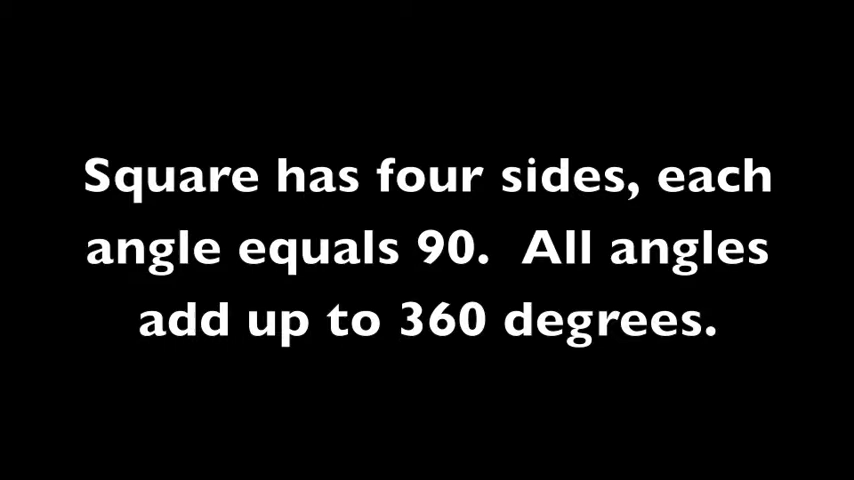 Square has four sides, each
angle equals 90.  All angles
add up to 360 degrees.